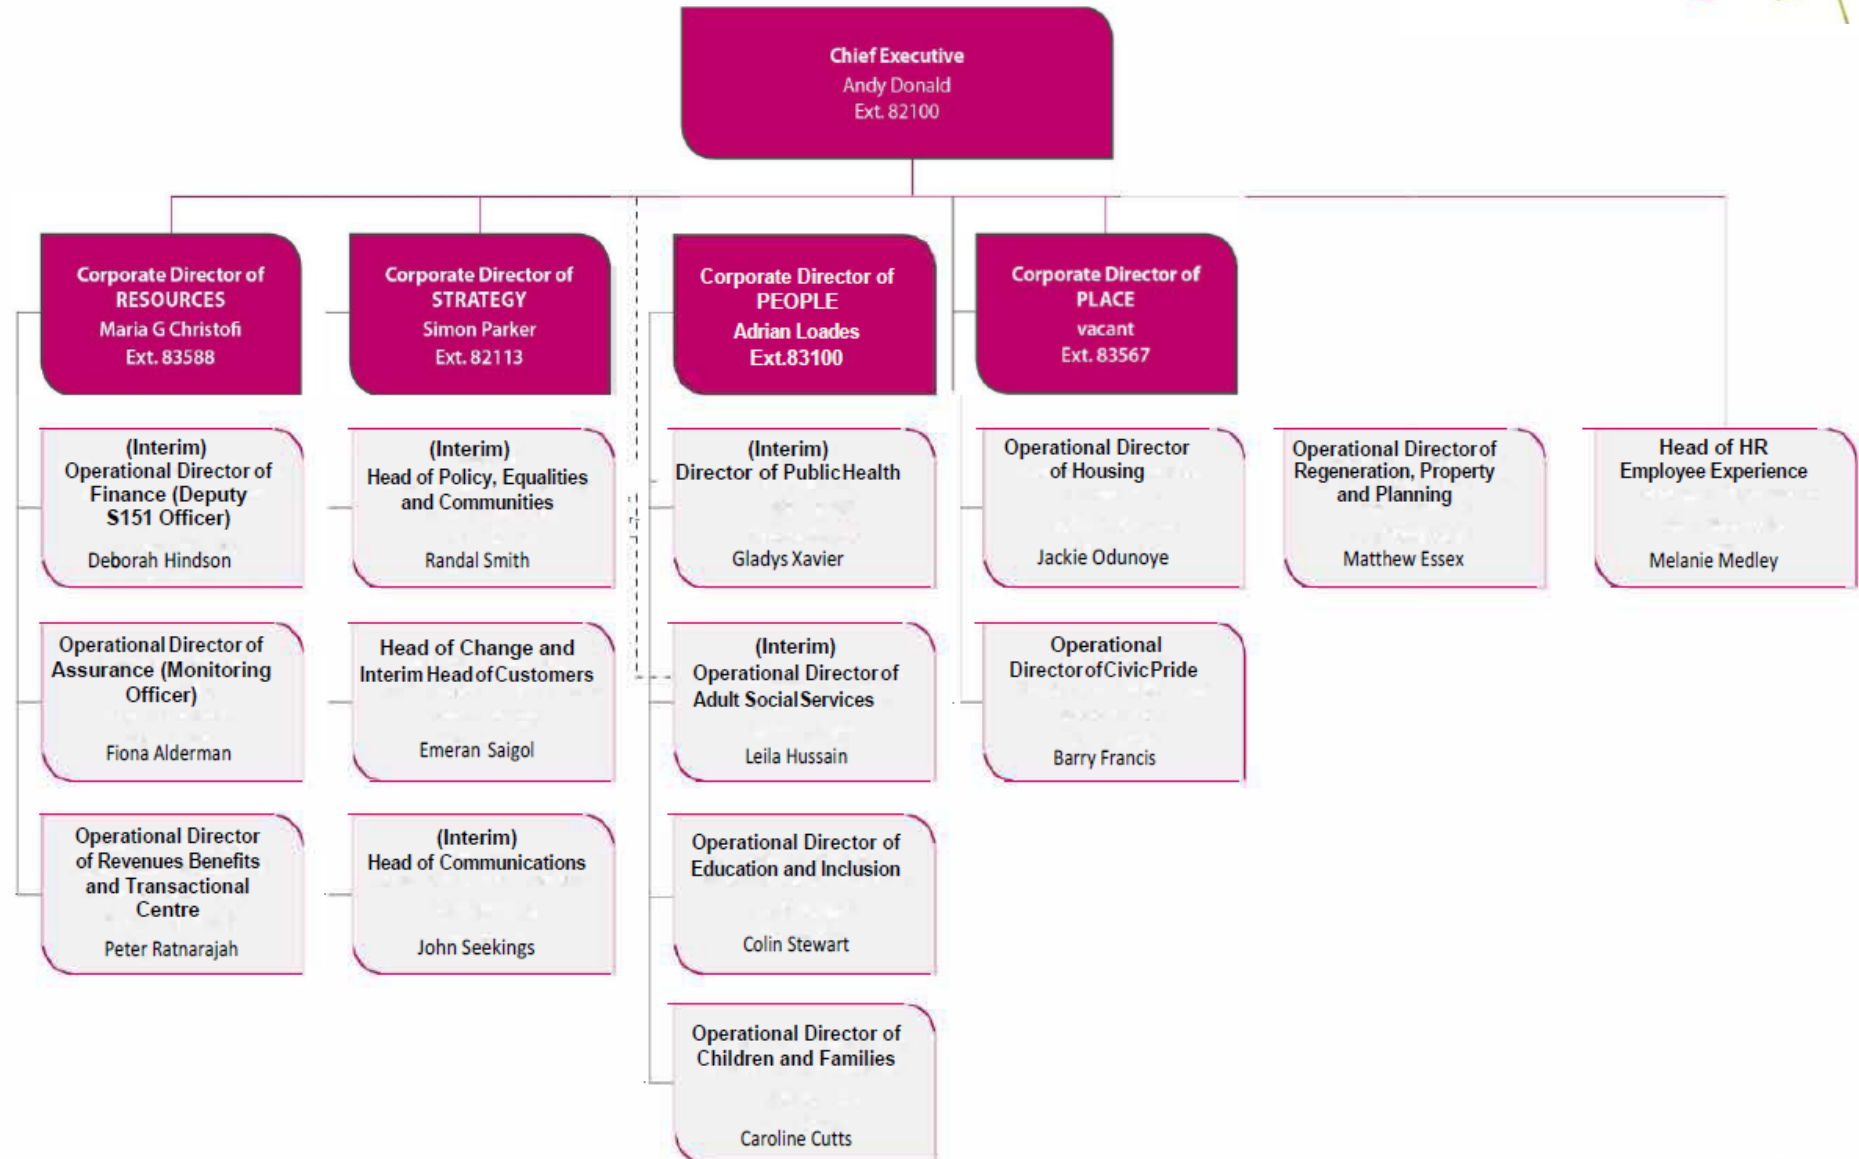 Chief Executive
Andy Donald
Ext. 82100
Corporate Director of
RESOURCES
Maria G Christofi
Ext. 83588
Corporate Director of
STRATEGY
Simon Parker
Ext. 82113
Corporate Director of
PEOPLE
Adrian Loades
Ext.83100
Corporate Director of
PLACE
vacant
Ext. 83567
(Interim)
Operational Director of
Finance (Deputy
S151 Officer)
Deborah Hindson
(Interim)
Head of Policy, Equalities
and Communities
Randal Smith
(Interim)
Director of Public Health
Gladys Xavier
Operational Director
of Housing
Jackie Odunoye
Operational Director of
Regeneration, Property
and Planning
Matthew Essex
Head of HR
Employee Experience
Melanie Medley
Operational Director of
Assurance (Monitoring
Officer)
Fiona Alderman
Head of Change and
Interim Head of Customers
Emeran Saigol
(Interim)
Operational Director of
Adult Social Services
Leila Hussain
Operational
Director of Civic Pride
Barry Francis
Operational Director
of Revenues Benefits
and Transactional
Centre
Peter Ratnarajah
(Interim)
Head of Communications
John Seekings
Operational Director of
Education and Inclusion
Colin Stewart
Operational Director of
Children and Families
Caroline Cutts